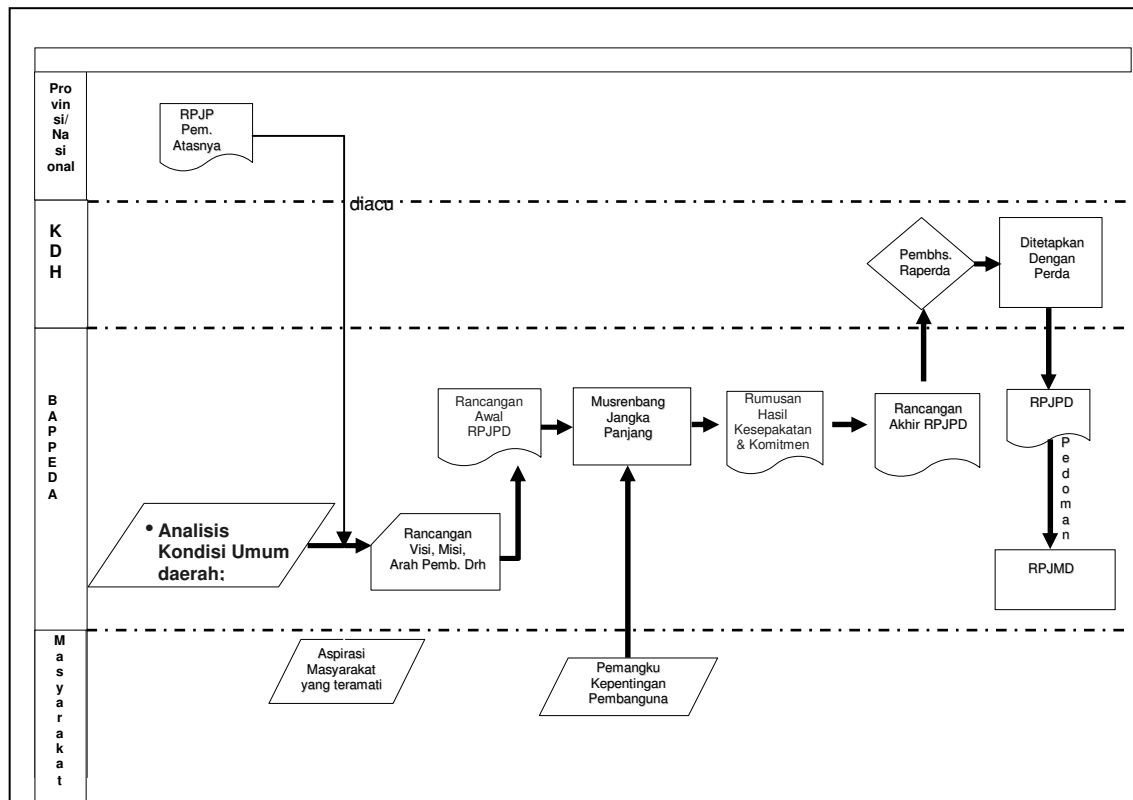 Pro
vin
si/
Na
si
onal
RPJP
Pem.
Atasnya
diacu
K
D
H
Pembhs.
Raperda
Ditetapkan
Dengan
Perda
B
A
P
P
E
D
A
Rancangan
Awal
RPJPD
Musrenbang
Jangka
Panjang
Rumusan
Hasil
Kesepakatan
& Komitmen
Rancangan
Akhir RPJPD
RPJPD
P
e
d
o
m
a
n
• Analisis
Kondisi Umum
daerah:
Rancangan
Visi, Misi,
Arah Pemb. Drh
RPJMD
M
a
s
y
a
r
a
k
a
t
Aspirasi
Masyarakat
yang teramati
Pemangku
Kepentingan
Pembanguna